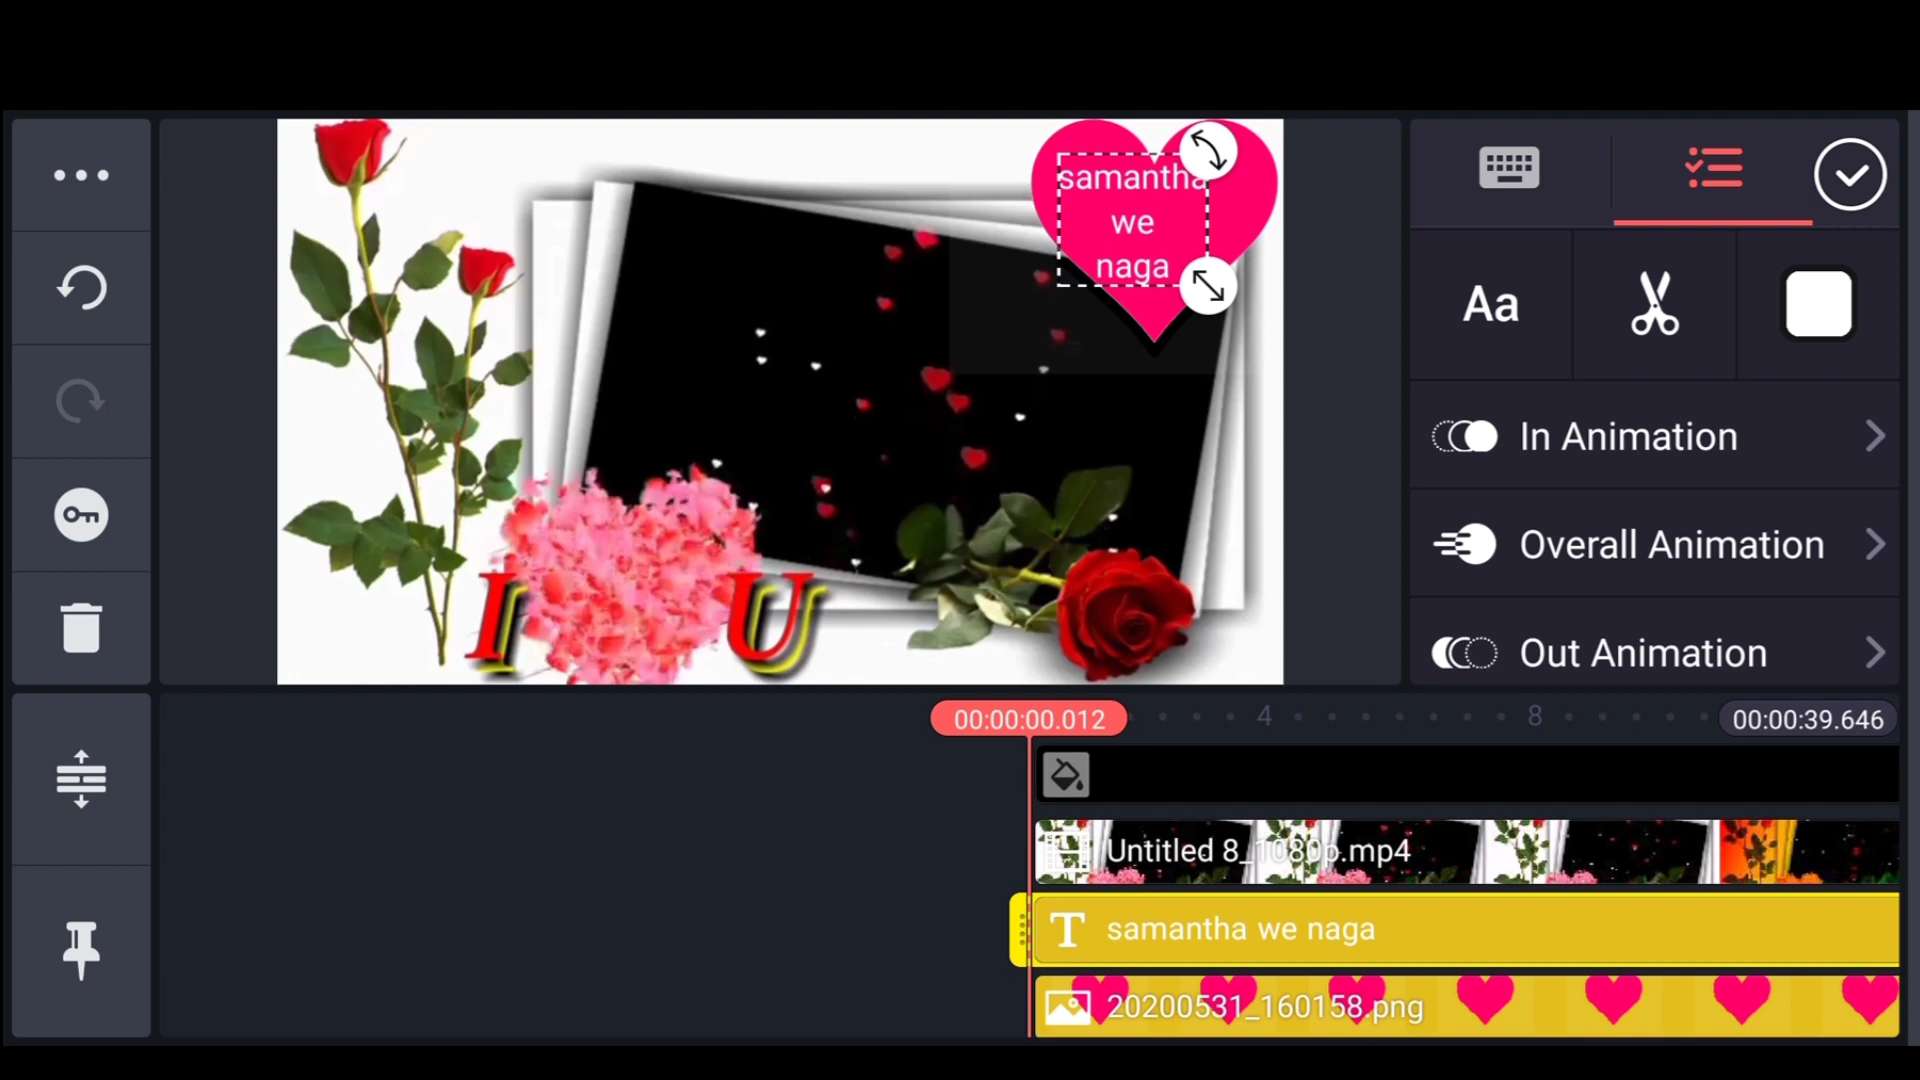 samantha
we
naga
I U
Aa
In Animation
Overall Animation
Out Animation
00:00:00.012
4
8
00:00:39.646
Untitled 8_1080p.mp4
T samantha we naga
20200531_160158.png